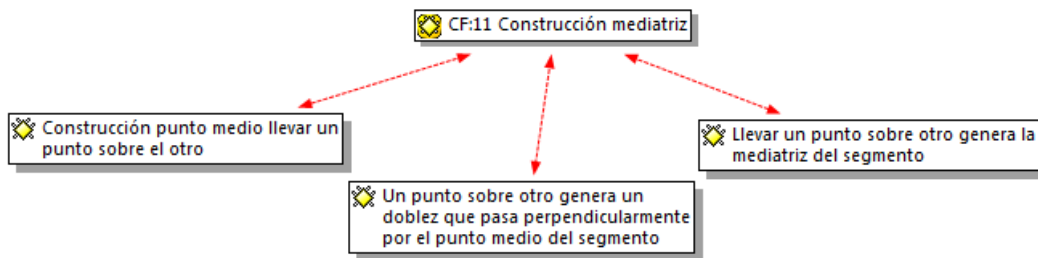 CF:11 Construcción mediatriz
Construcción punto medio llevar un
punto sobre el otro
Llevar un punto sobre otro genera la
mediatriz del segmento
Un punto sobre otro genera un
doblez que pasa perpendicularmente
por el punto medio del segmento